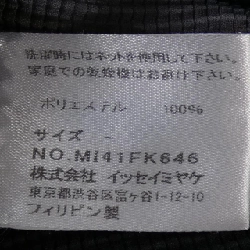 洗濯時にはネットを使用して下さい。
家庭での乾燥機はお避け下さい。
ポリエステル 100%
サイズ -
NO.MI41FK646
株式会社 イッセイミヤケ
東京都渋谷区富ヶ谷1-12-10
フィリピン製